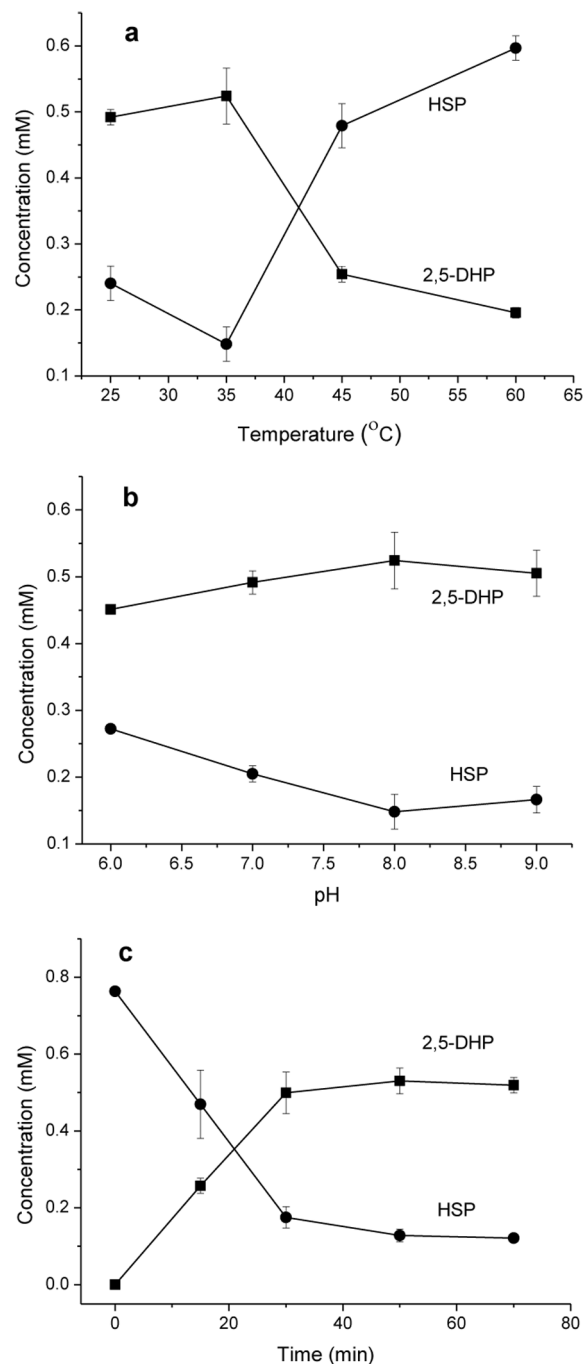 a
0.6
0.5
0.3
0.2
0.1
Concentration (mM)
HSP
2,5-DHP
25 30 35 40 45 50 55 60 65
Temperature (°C)
b
0.6
0.5
0.3
0.2
0.1
Concentration (mM)
2,5-DHP
HSP
6.0 6.5 7.0 7.5 8.0 8.5 9.0
pH
c
0.8
0.6
0.4
0.2
0.0
Concentration (mM)
2,5-DHP
HSP
0 20 40 60 80
Time (min)